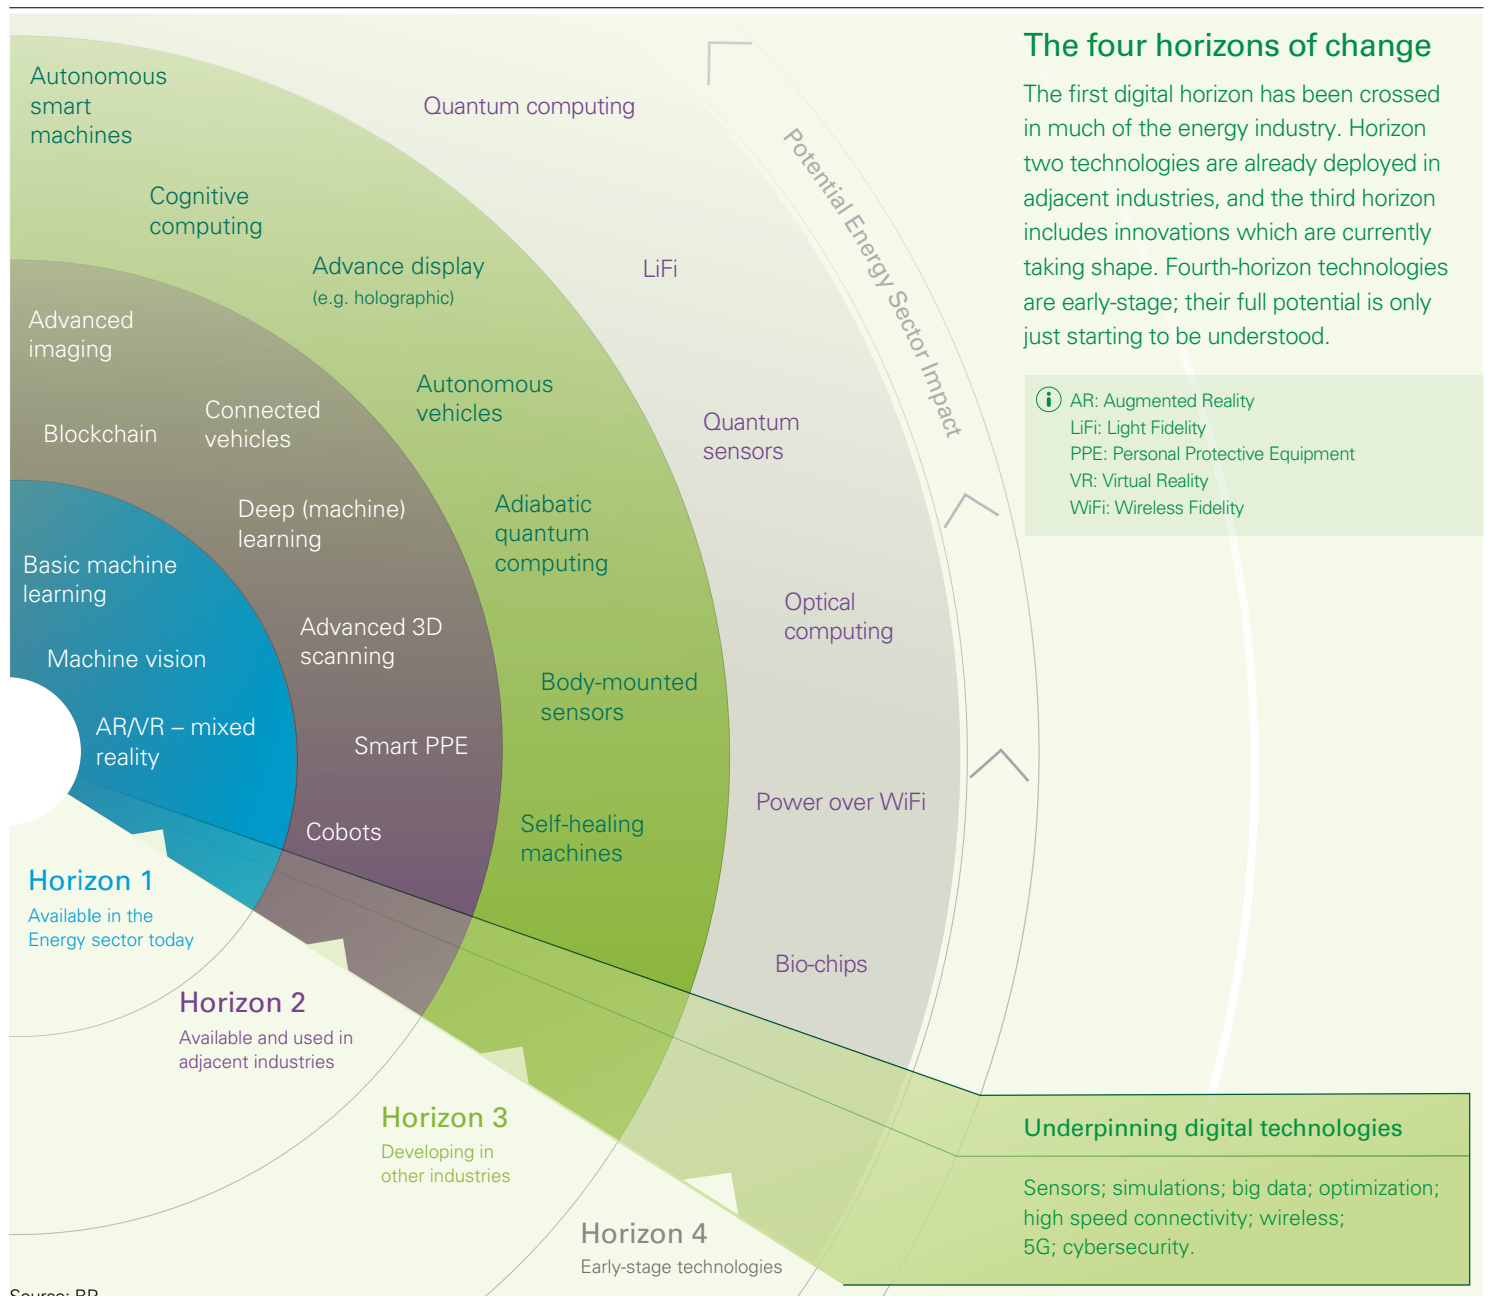 The four horizons of change
The first digital horizon has been crossed
in much of the energy industry. Horizon
two technologies are already deployed in
adjacent industries, and the third horizon
includes innovations which are currently
taking shape. Fourth-horizon technologies
are early-stage; their full potential is only
just starting to be understood.
AR: Augmented Reality
LiFi: Light Fidelity
PPE: Personal Protective Equipment
VR: Virtual Reality
WiFi: Wireless Fidelity
Potential Energy Sector Impact
Autonomous
smart
machines
Cognitive
computing
Advance display
(e.g. holographic)
Autonomous
vehicles
Adiabatic
quantum
computing
Body-mounted
sensors
Self-healing
machines
Quantum computing
LiFi
Quantum
sensors
Optical
computing
Power over WiFi
Bio-chips
Advanced
imaging
Blockchain
Connected
vehicles
Deep (machine)
learning
Advanced 3D
scanning
Smart PPE
Cobots
Basic machine
learning
Machine vision
AR/VR – mixed
reality
Horizon 1
Available in the
Energy sector today
Horizon 2
Available and used in
adjacent industries
Horizon 3
Developing in
other industries
Horizon 4
Early-stage technologies
Underpinning digital technologies
Sensors; simulations; big data; optimization;
high speed connectivity; wireless;
5G; cybersecurity.
Source: BP